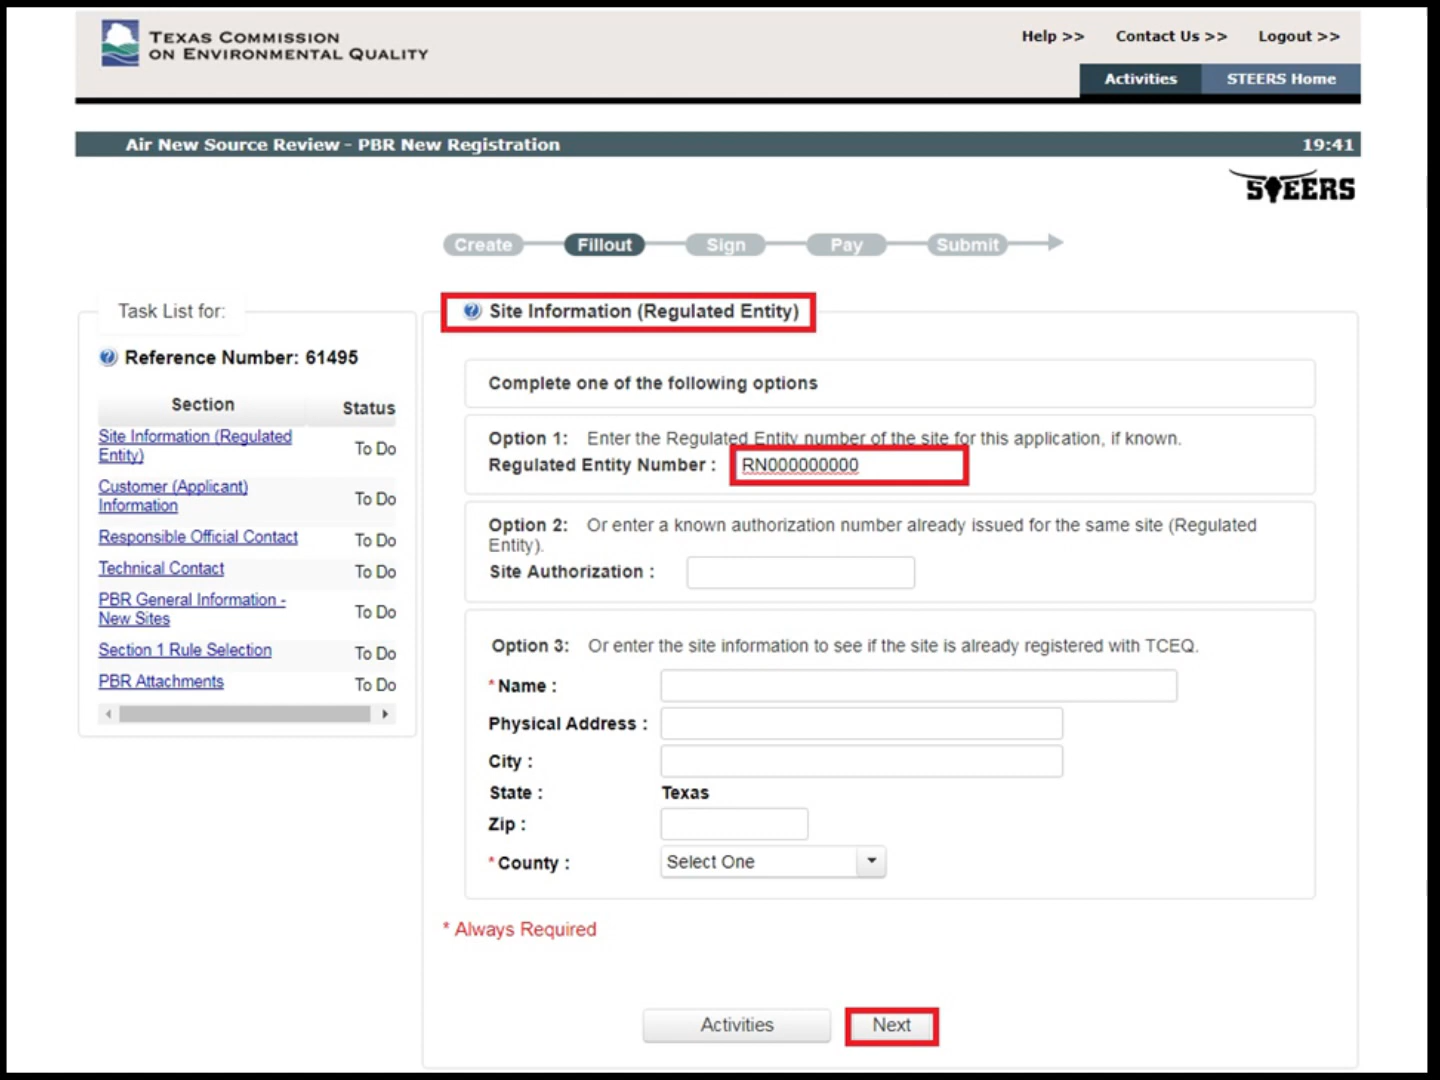 TEXAS COMMISSION
ON ENVIRONMENTAL QUALITY
Help >> Contact Us >> Logout >>
Activities STEERS Home
Air New Source Review - PBR New Registration 19:41
STEERS
Create Fillout Sign Pay Submit
Task List for:
Reference Number: 61495
Section Status
Site Information (Regulated
Entity) To Do
Customer (Applicant)
Information To Do
Responsible Official Contact To Do
Technical Contact To Do
PBR General Information -
New Sites To Do
Section 1 Rule Selection To Do
PBR Attachments To Do
Site Information (Regulated Entity)
Complete one of the following options
Option 1: Enter the Regulated Entity number of the site for this application, if known.
Regulated Entity Number : RN000000000
Option 2: Or enter a known authorization number already issued for the same site (Regulated
Entity).
Site Authorization :
Option 3: Or enter the site information to see if the site is already registered with TCEQ.
* Name :
Physical Address :
City :
State : Texas
Zip :
* County : Select One
* Always Required
Activities Next